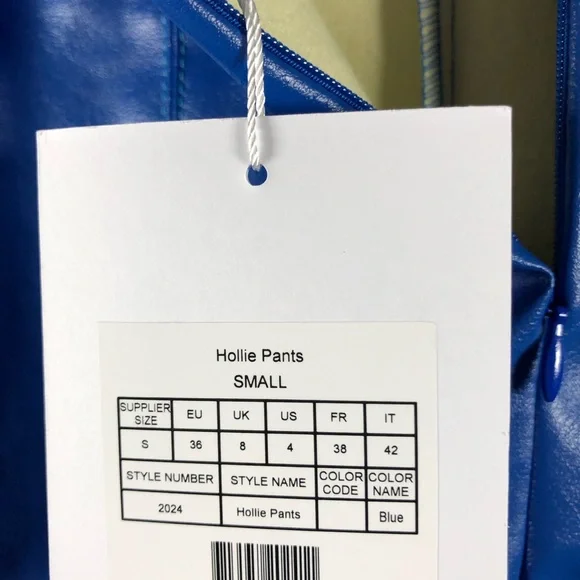 Hollie Pants
SMALL
SUPPLIER SIZE EU UK US FR IT
S 36 8 4 38 42
STYLE NUMBER STYLE NAME COLOR CODE COLOR NAME
2024 Hollie Pants Blue